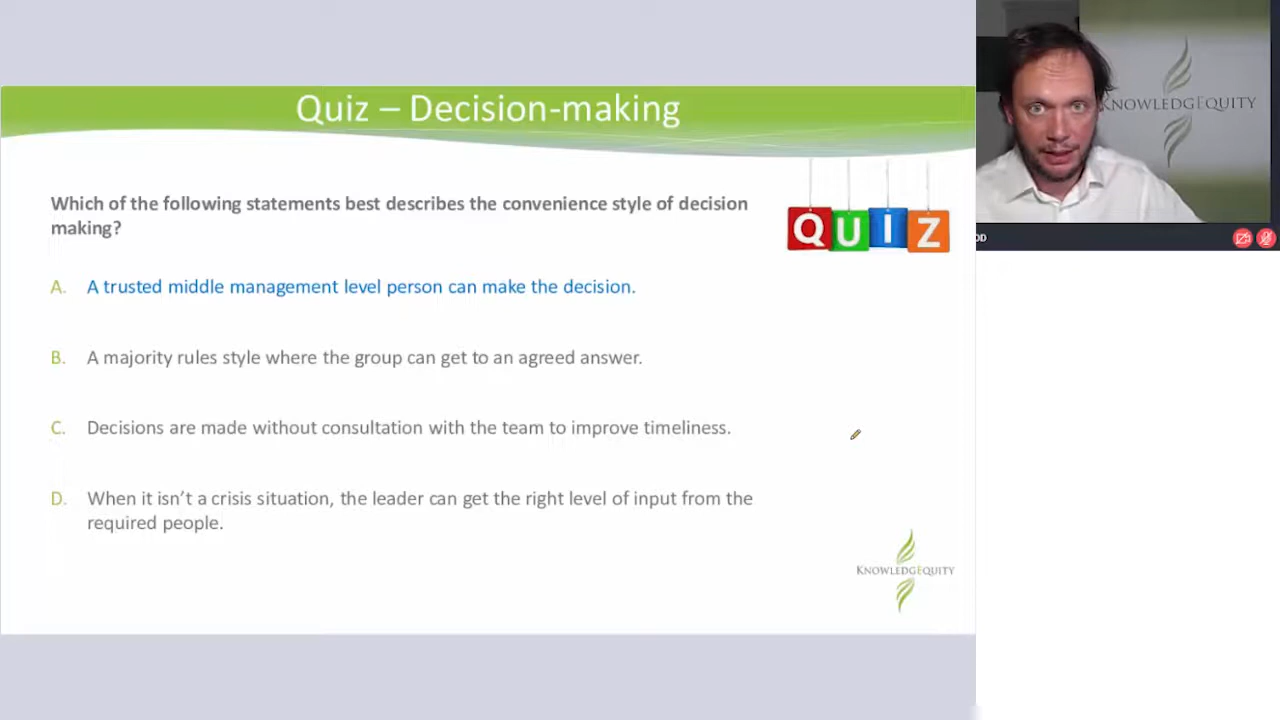 Quiz – Decision-making
Which of the following statements best describes the convenience style of decision
making?
QUIZ
A. A trusted middle management level person can make the decision.
B. A majority rules style where the group can get to an agreed answer.
C. Decisions are made without consultation with the team to improve timeliness.
D. When it isn't a crisis situation, the leader can get the right level of input from the
required people.
KNOWLEDGEQUITY
KNOWLEDGEQUITY
OD